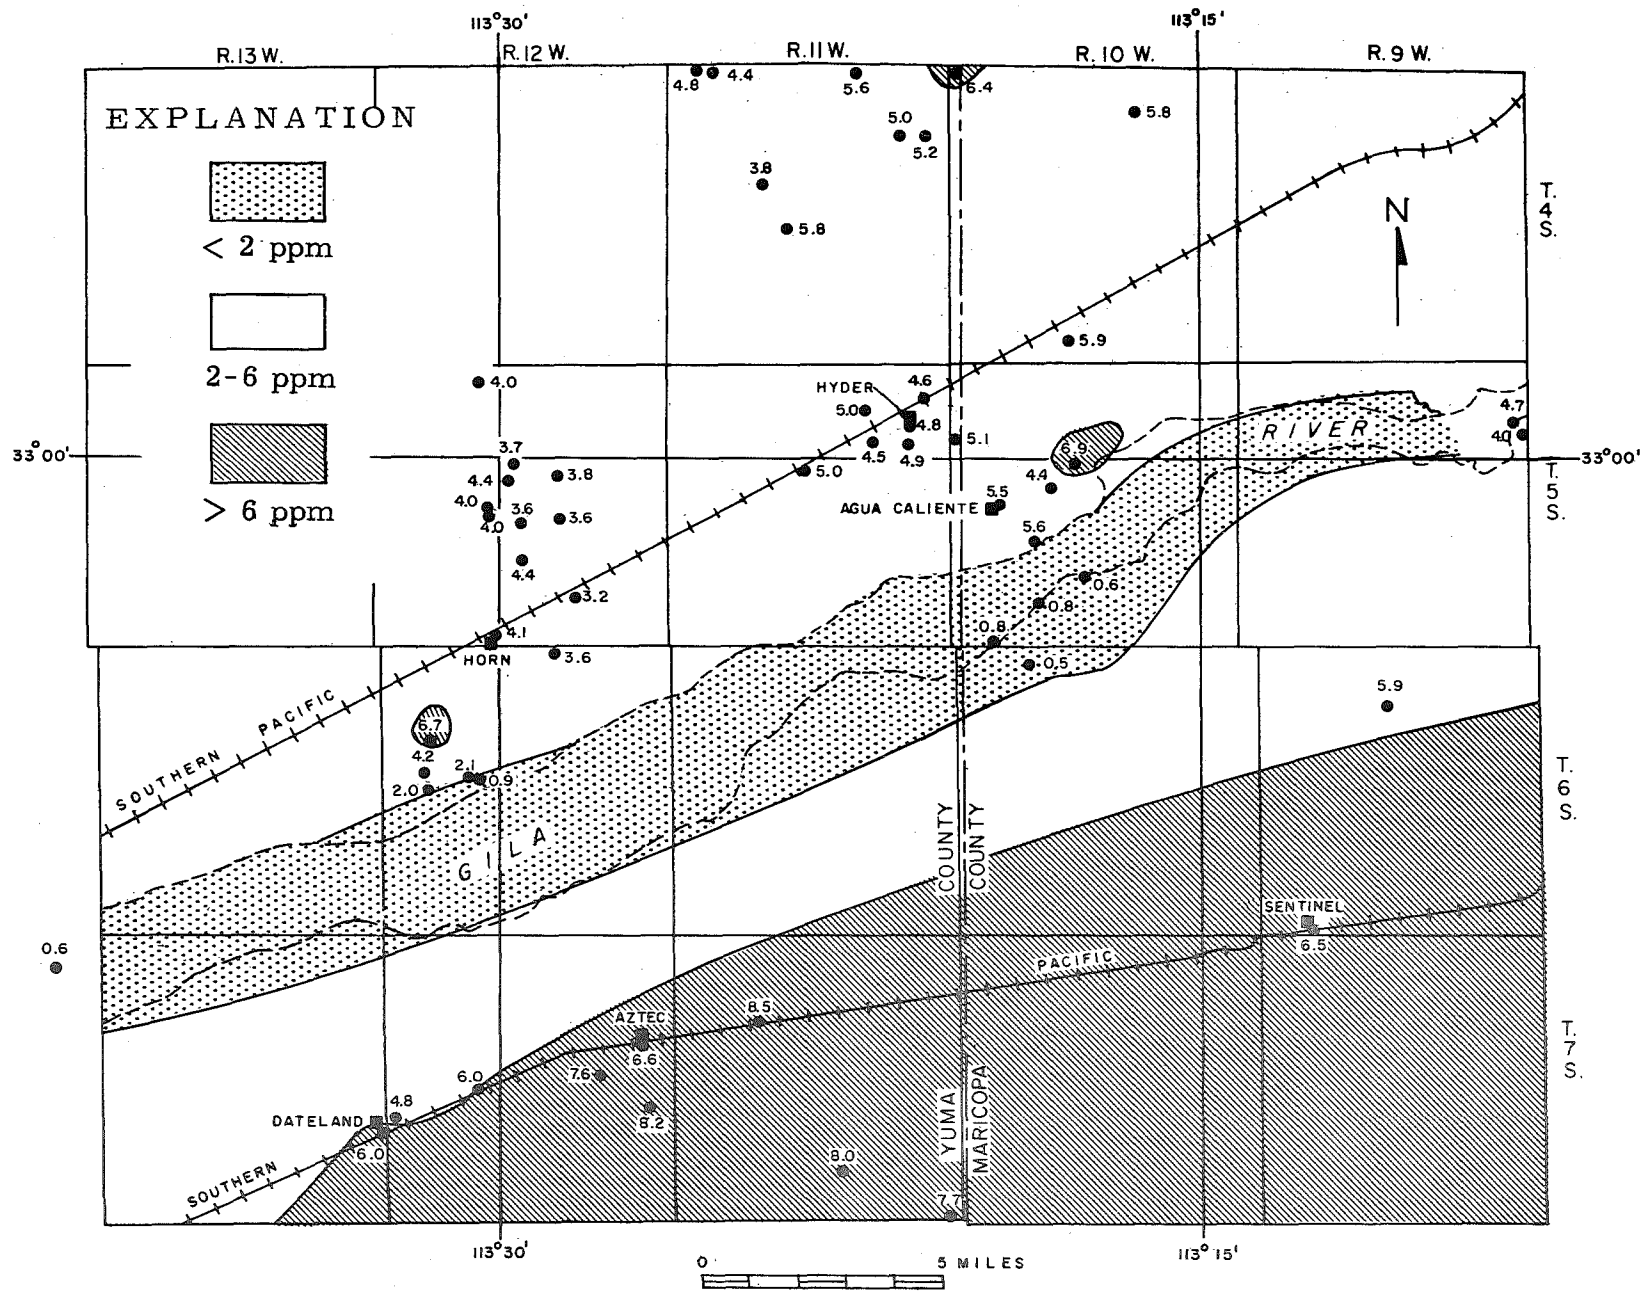 113°30'
113°15'
R.13 W.
R.12 W.
R.11 W.
R.10 W.
R.9 W.
4.8
4.4
5.6
6.4
EXPLANATION
5.8
5.0
5.2
< 2 ppm
3.8
5.8
T.
4
S.
N
2-6 ppm
5.9
4.0
HYDER
4.6
5.0
4.8
4.5
4.9
5.1
6.9
RIVER
4.7
4.0
33°00'
33°00'
> 6 ppm
3.7
4.4
3.8
4.0
4.0
3.6
3.6
4.4
5.0
4.4
5.5
AGUA CALIENTE
5.6
T.
5
S.
0.6
0.8
0.8
0.5
3.2
4.1
HORN
3.6
SOUTHERN PACIFIC
6.7
4.2
2.1
0.9
2.0
5.9
T.
6
S.
GILA
COUNTY
COUNTY
SENTINEL
6.5
0.6
PACIFIC
8.5
AZTEC
6.6
7.6
6.0
8.2
4.8
DATELAND
6.0
8.0
YUMA
MARICOPA
7.7
T.
7
S.
SOUTHERN
113°30'
113°15'
0 5 MILES